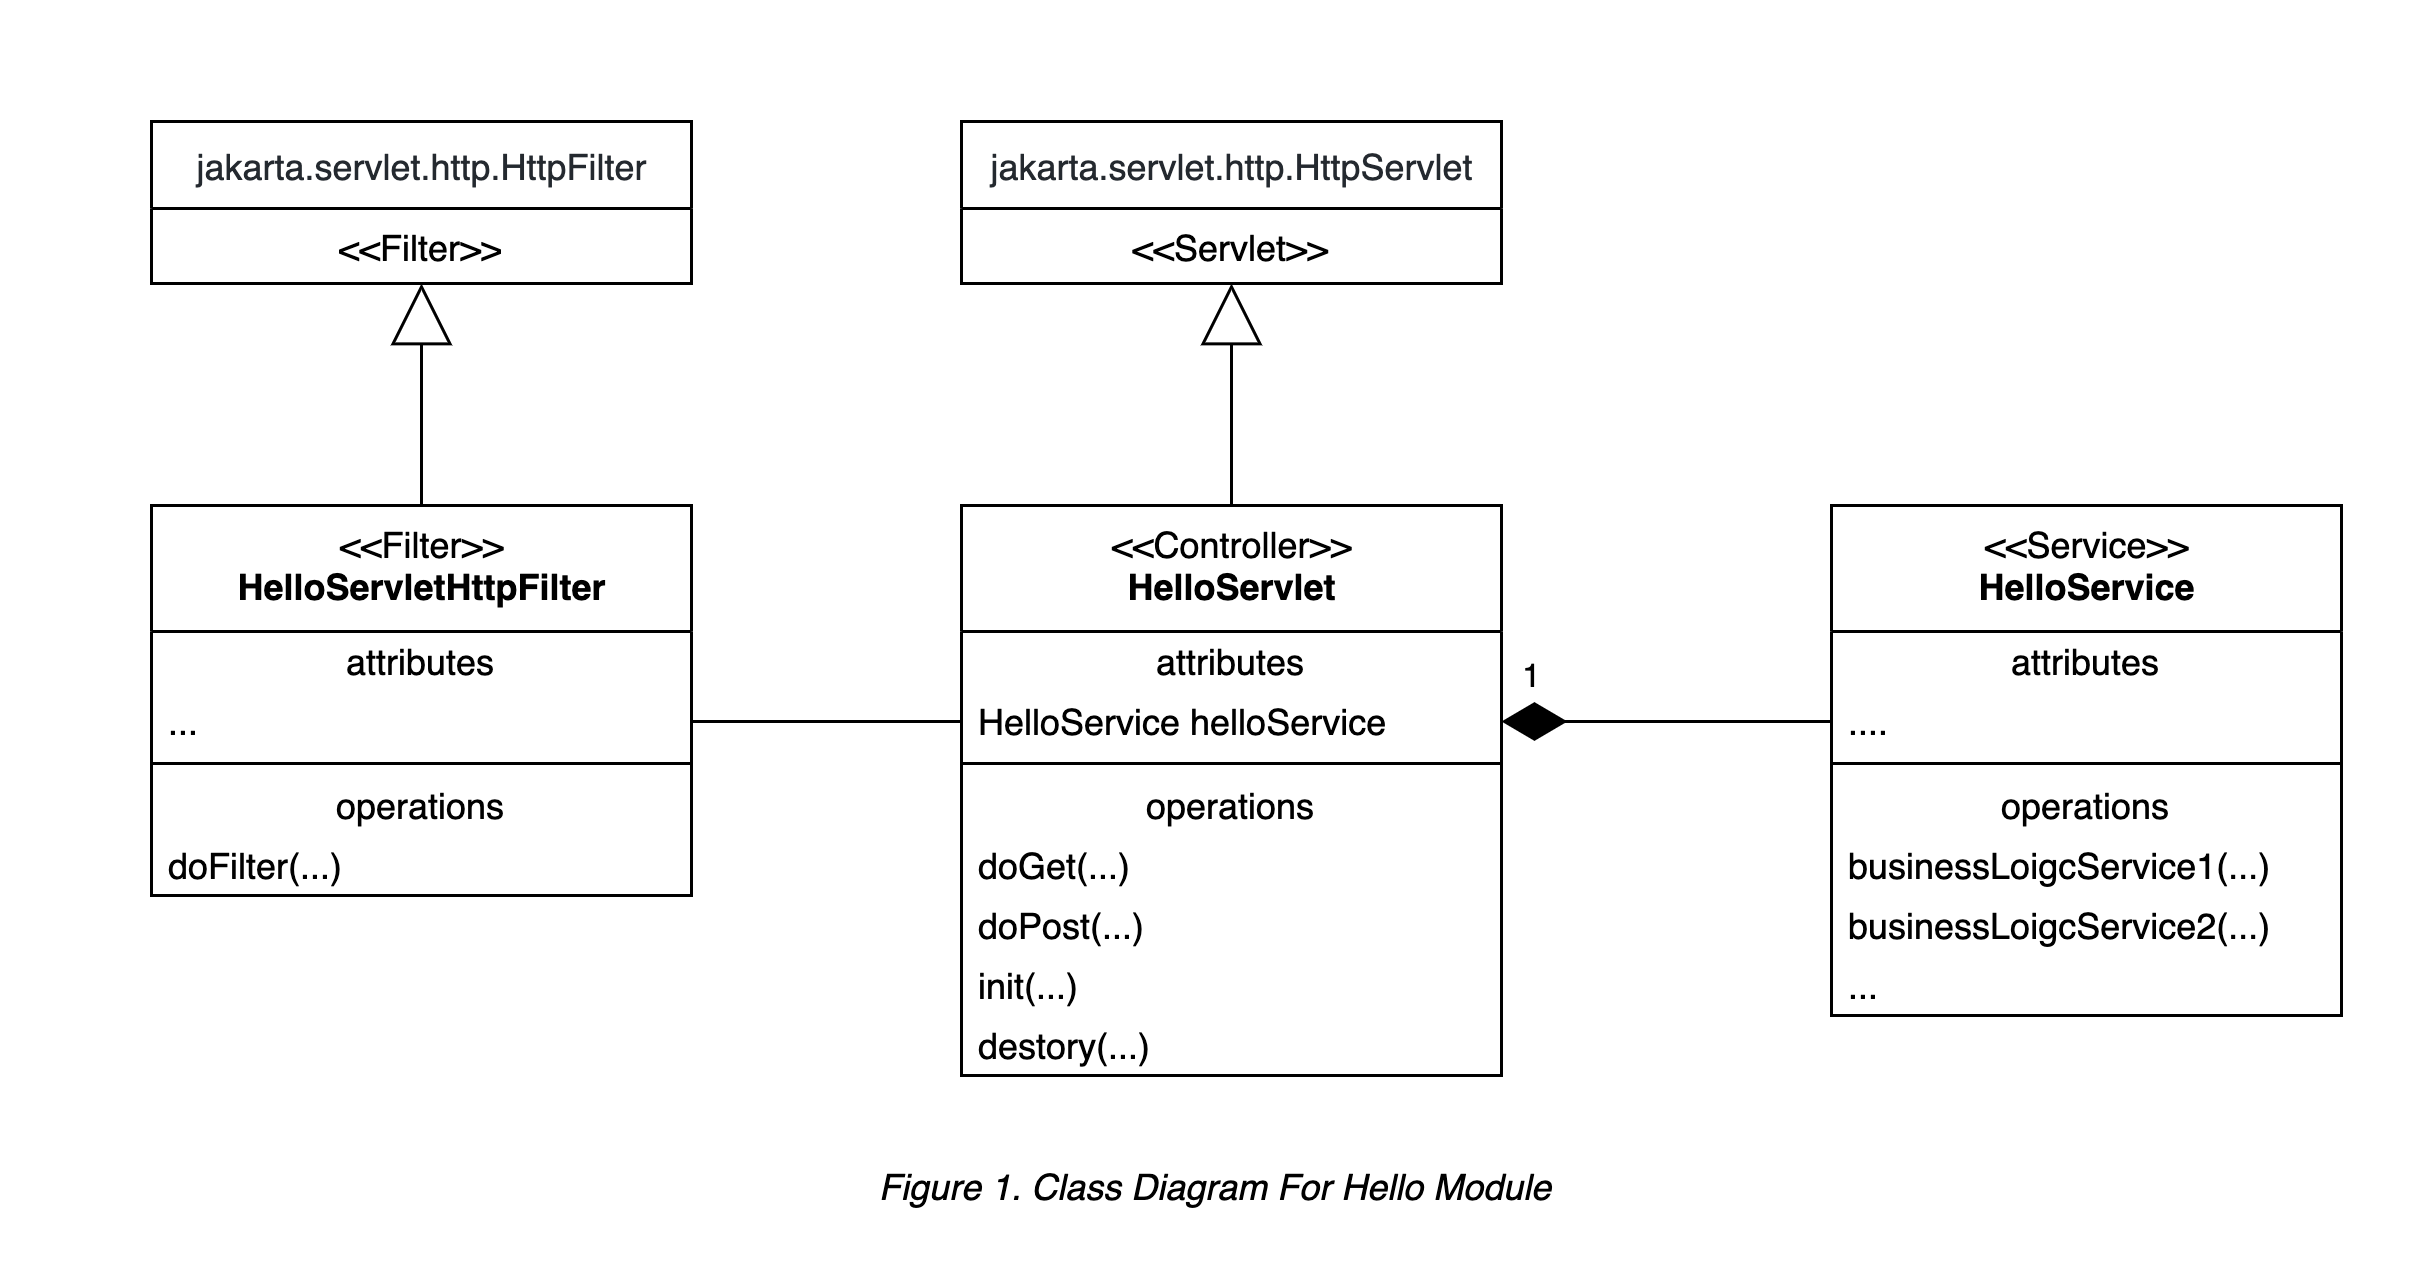 jakarta.servlet.http.HttpFilter
<<Filter>>
jakarta.servlet.http.HttpServlet
<<Servlet>>
<<Filter>>
HelloServletHttpFilter
attributes
...
operations
doFilter(...)
<<Controller>>
HelloServlet
attributes
HelloService helloService
operations
doGet(...)
doPost(...)
init(...)
destory(...)
1
<<Service>>
HelloService
attributes
....
operations
businessLoigcService1(...)
businessLoigcService2(...)
...
Figure 1. Class Diagram For Hello Module